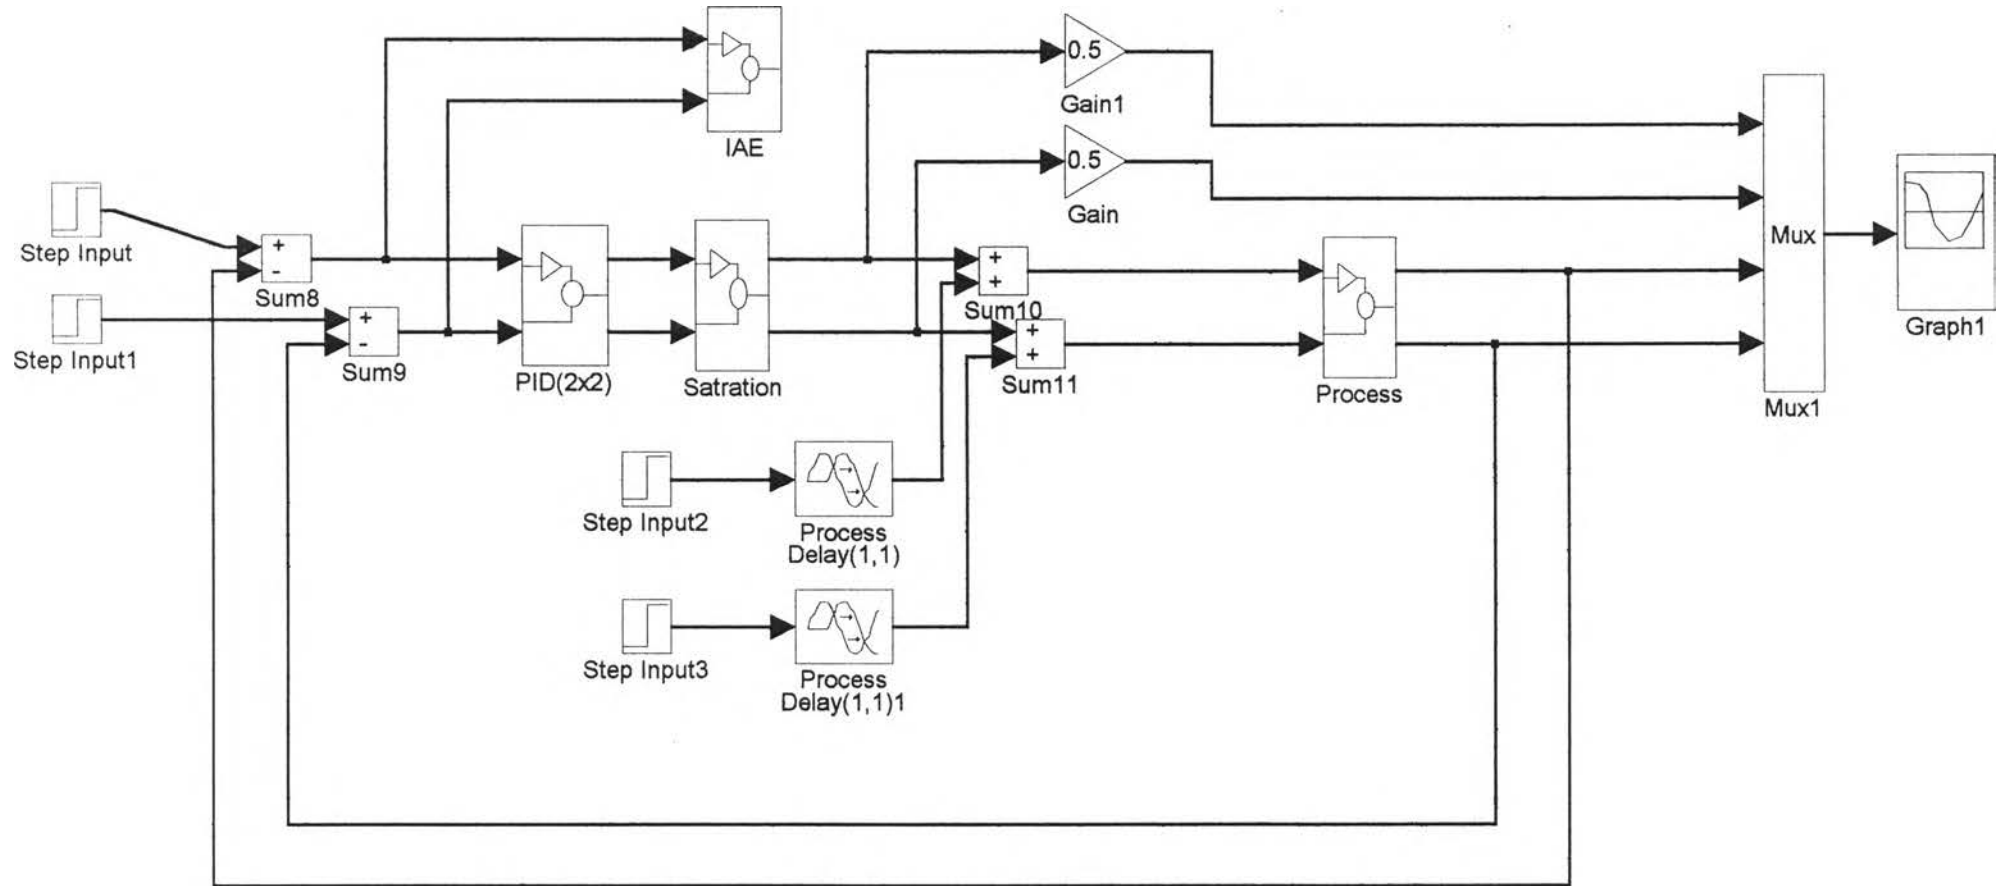 0.5
Gain1
IAE
0.5
Gain
Step Input
+
-
Sum8
Step Input1
+
-
Sum9
PID(2x2)
Satration
+
+
Sum10
+
+
Sum11
Process
Mux
Mux1
Graph1
Step Input2
Process
Delay(1,1)
Step Input3
Process
Delay(1,1)1